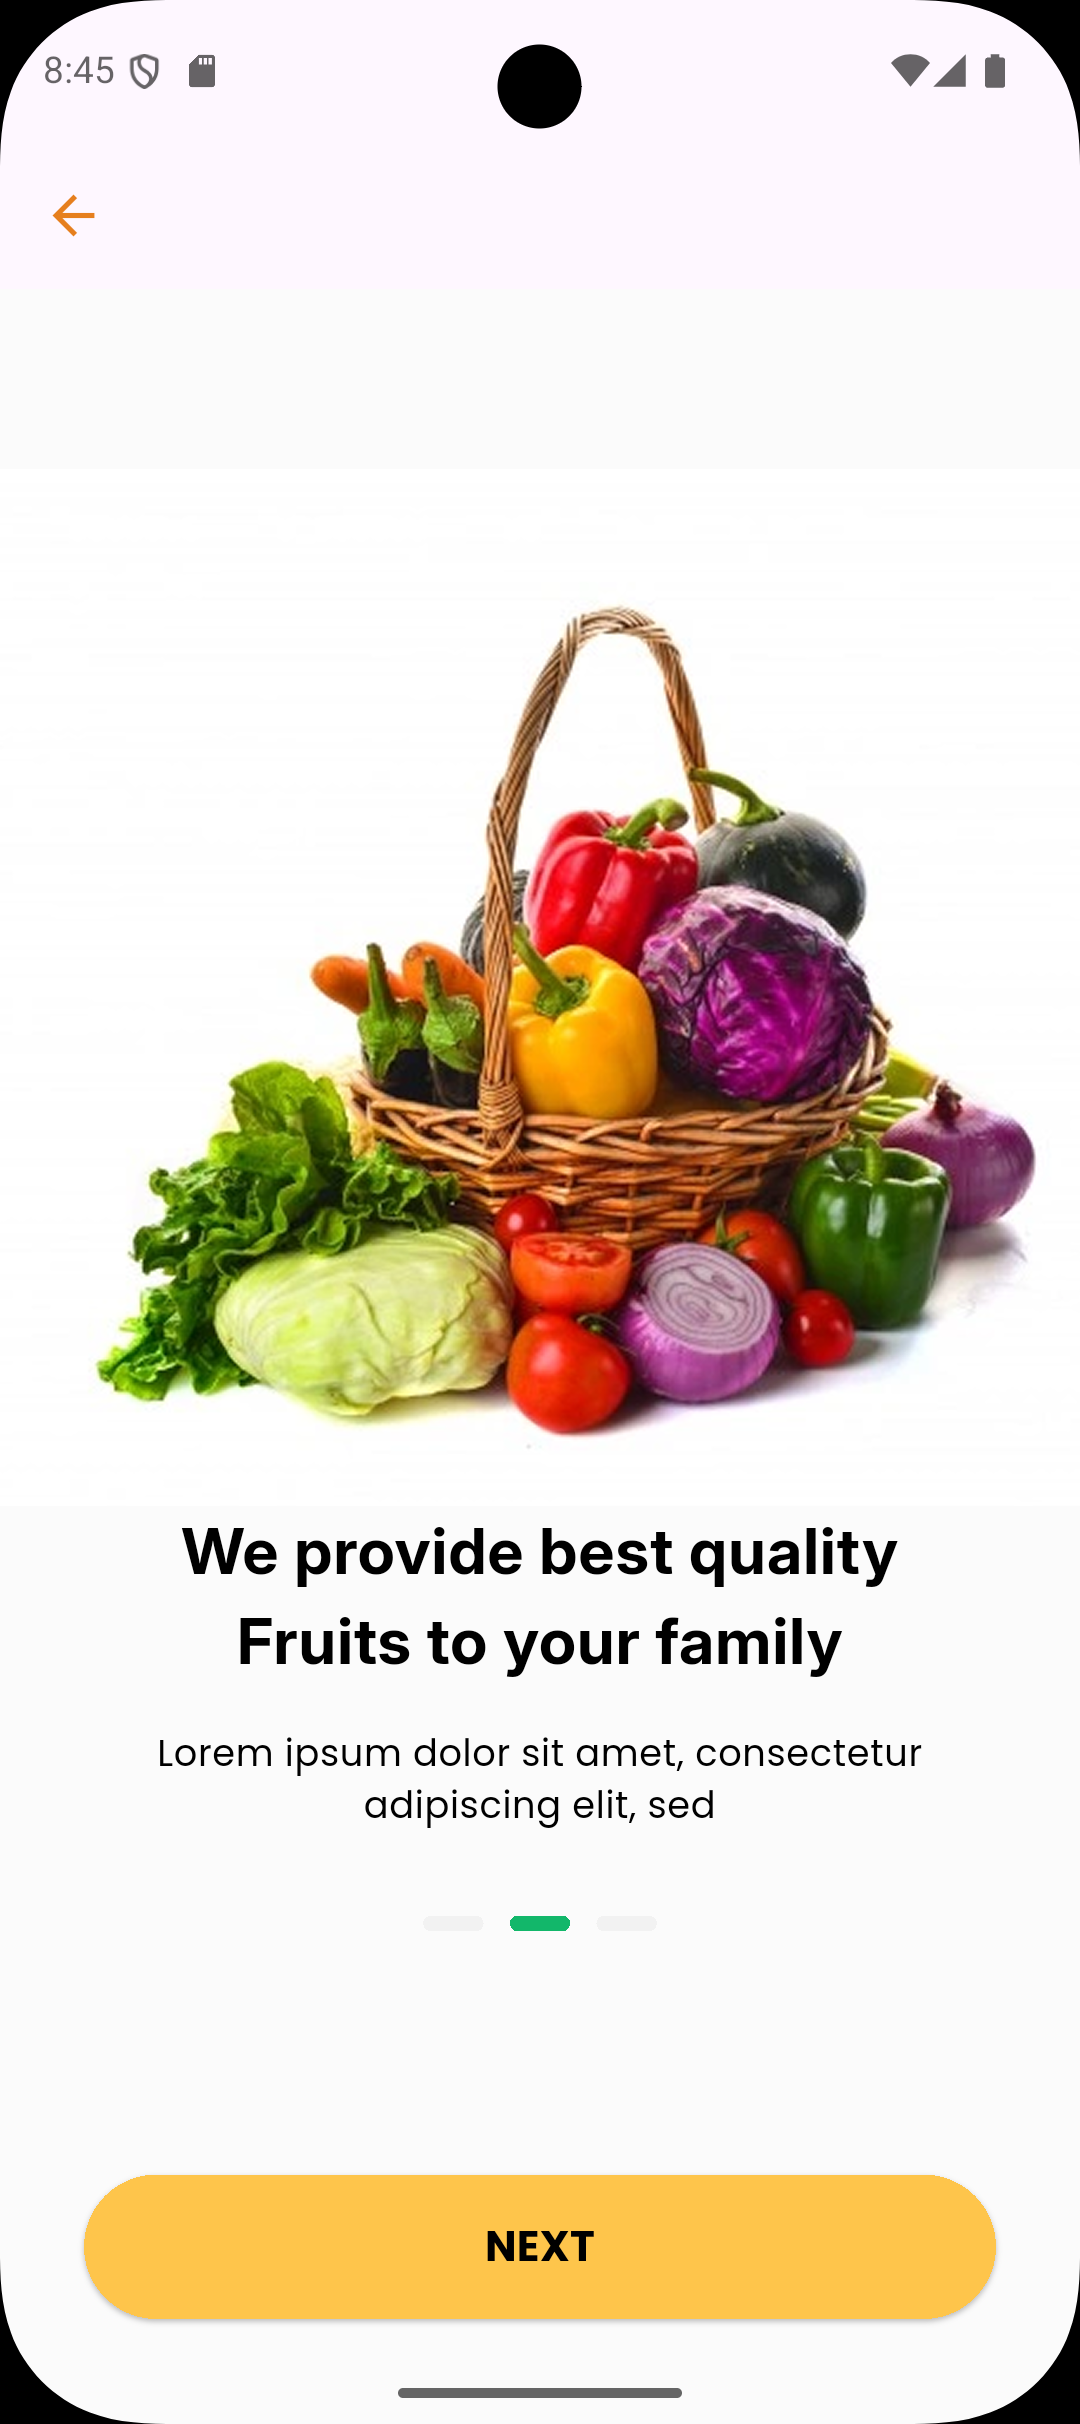 8:45
We provide best quality
Fruits to your family
Lorem ipsum dolor sit amet, consectetur
adipiscing elit, sed
NEXT